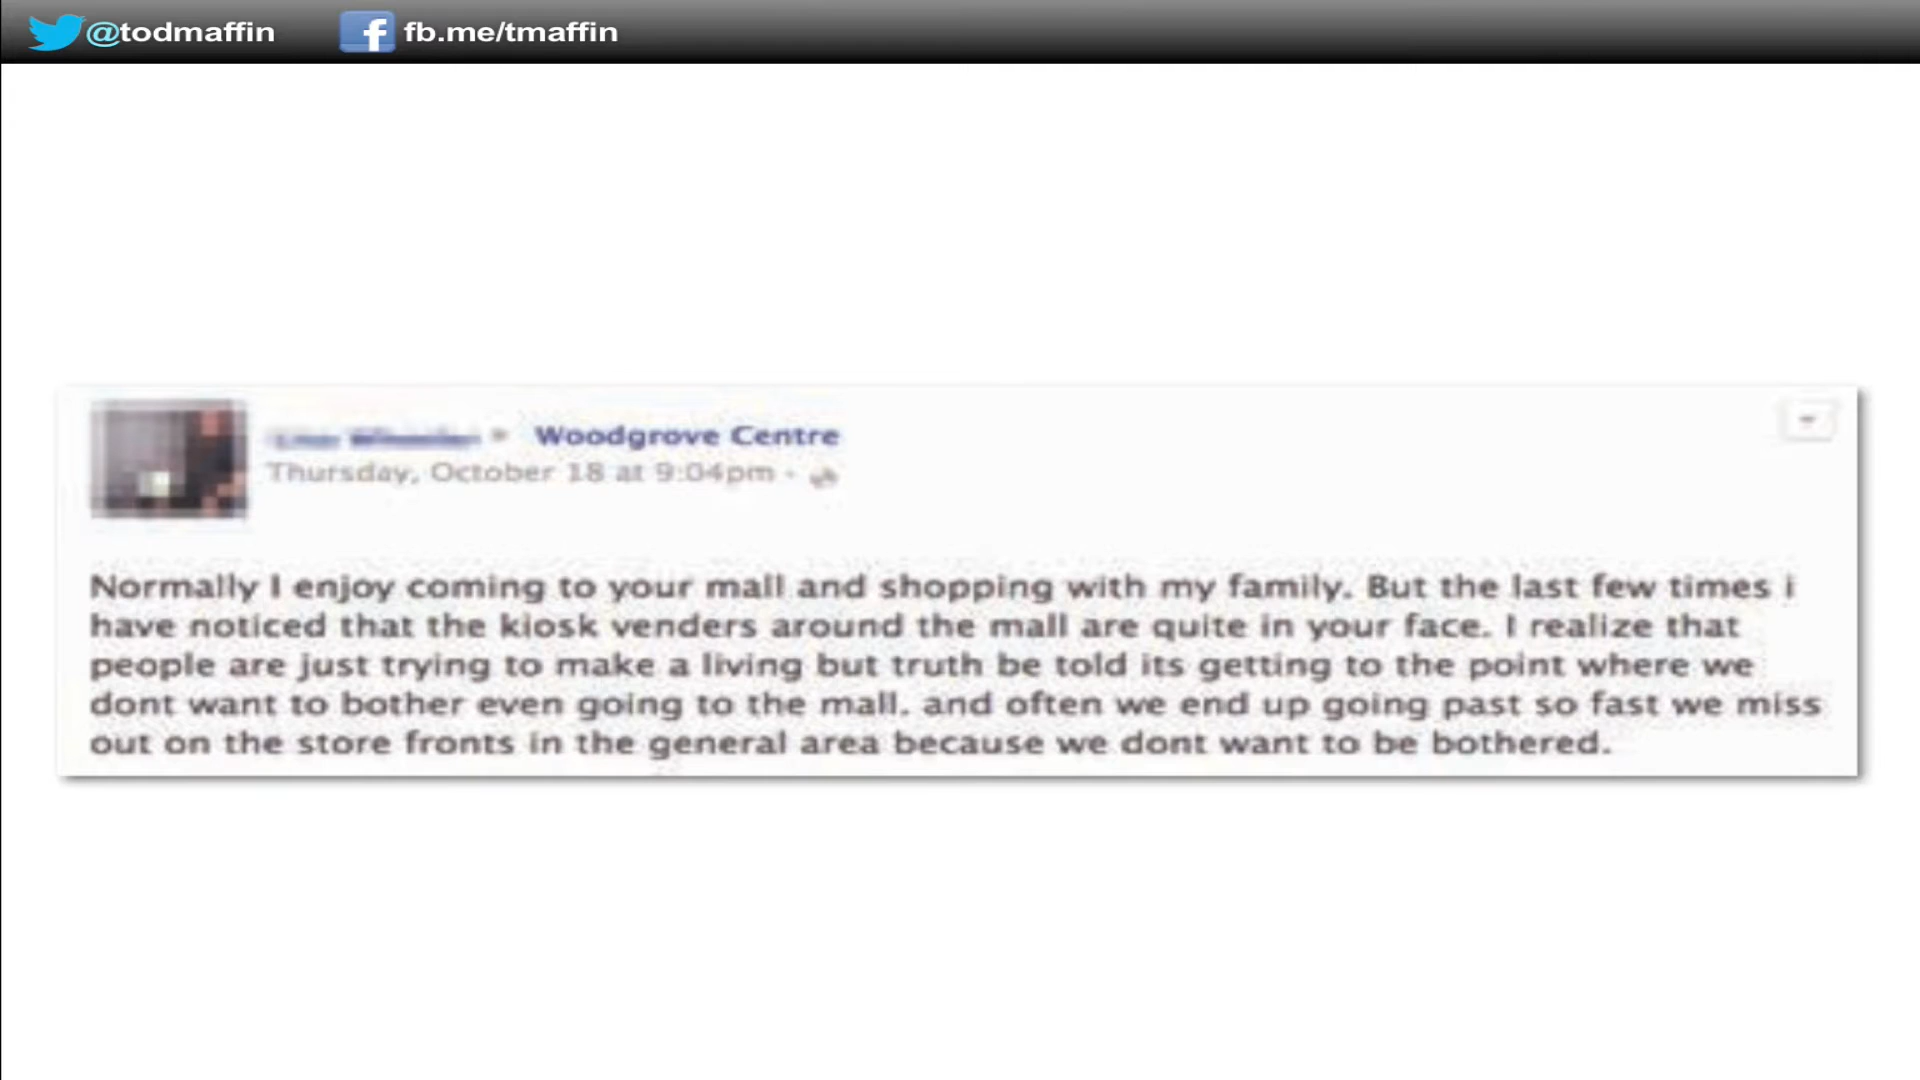 @todmaffin fb.me/tmaffin
Woodgrove Centre
Thursday, October 18 at 9:04pm ·
Normally I enjoy coming to your mall and shopping with my family. But the last few times i
have noticed that the kiosk venders around the mall are quite in your face. I realize that
people are just trying to make a living but truth be told its getting to the point where we
dont want to bother even going to the mall. and often we end up going past so fast we miss
out on the store fronts in the general area because we dont want to be bothered.